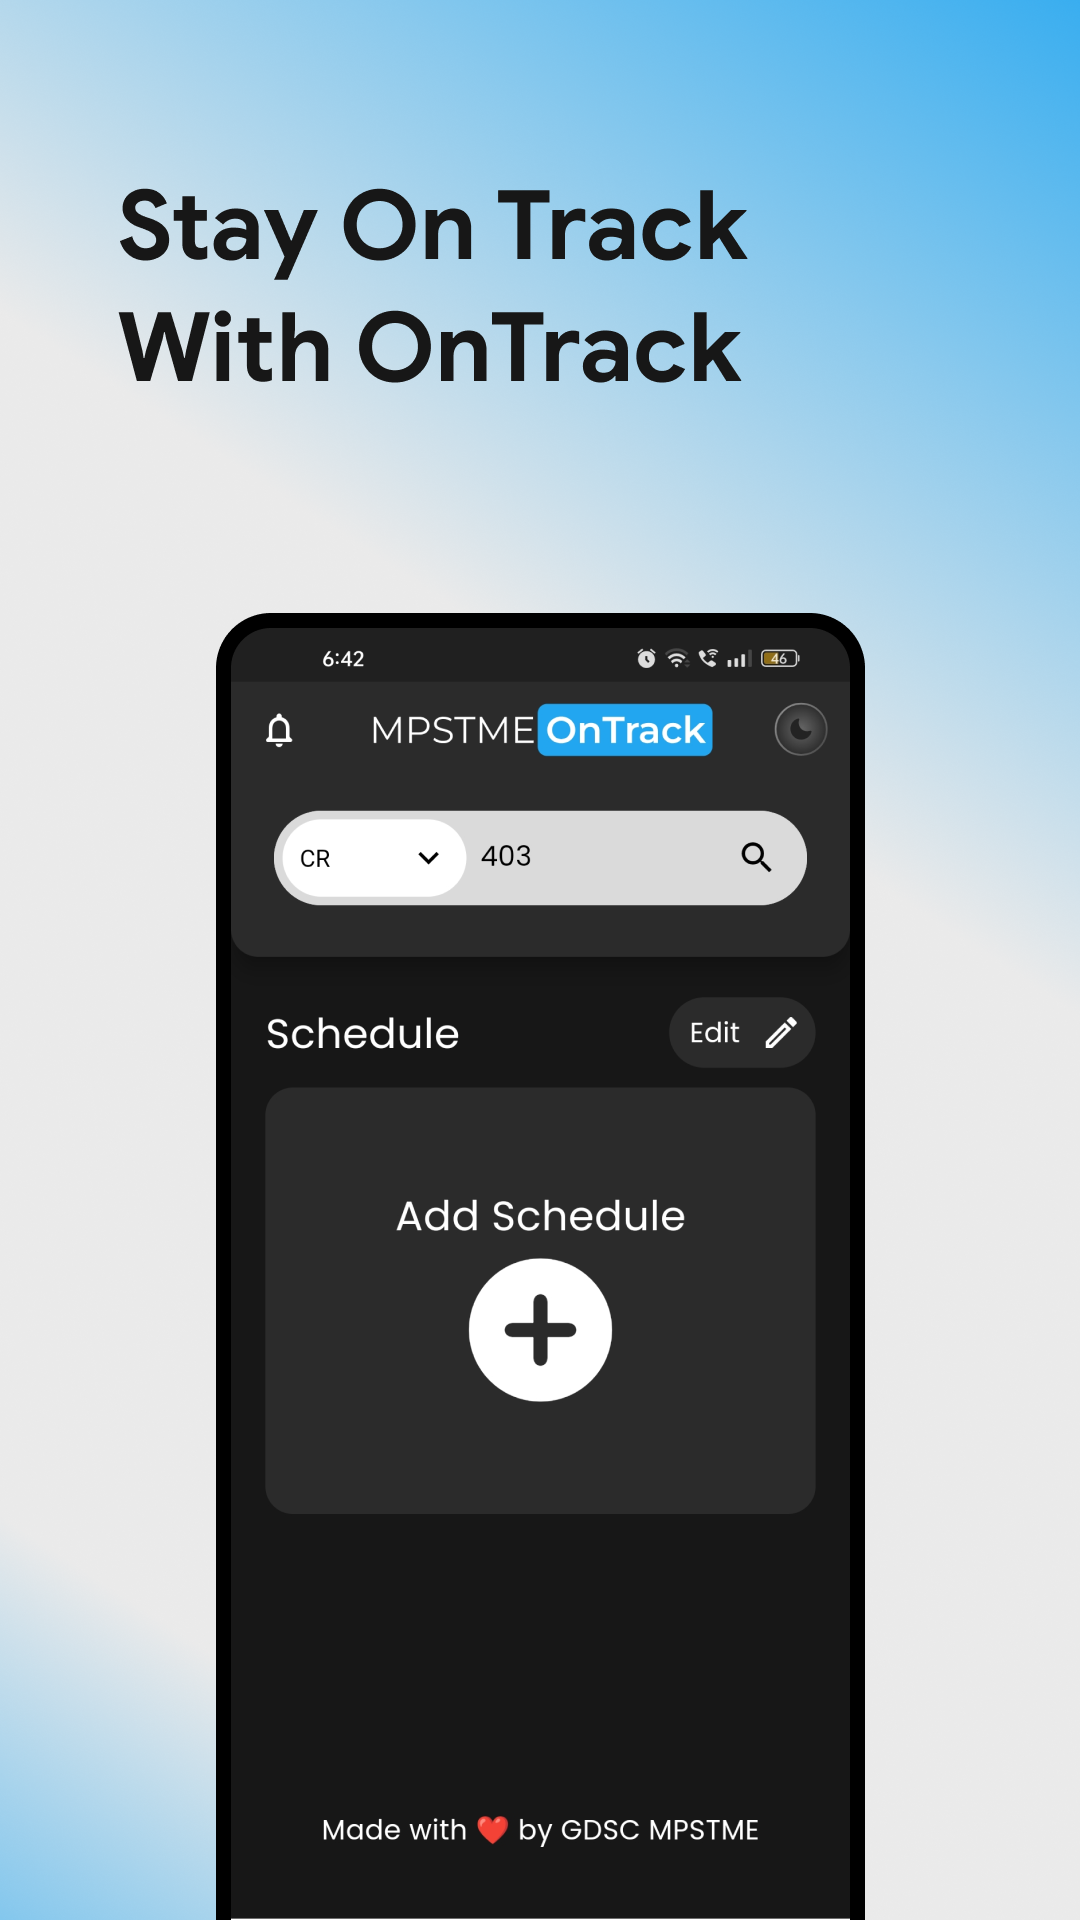 Stay On Track
With OnTrack
6:42
46
MPSTME OnTrack
CR
403
Schedule
Edit
Add Schedule
Made with ❤️ by GDSC MPSTME